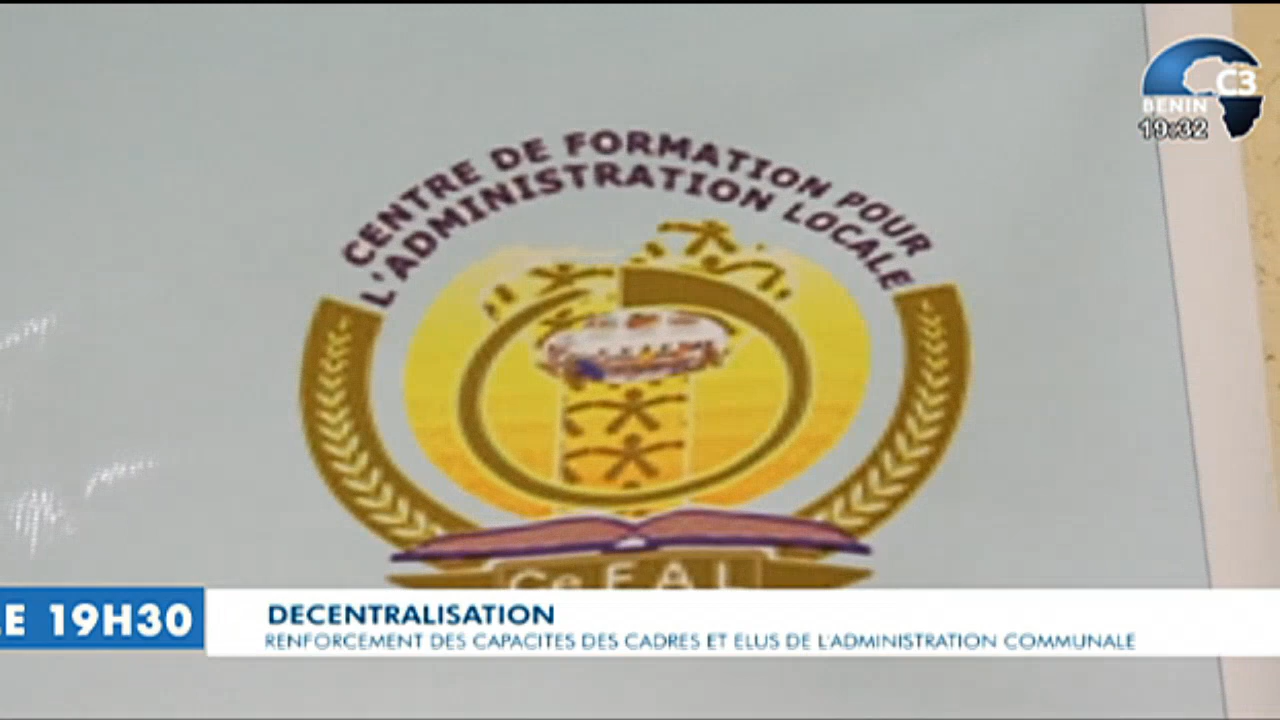 C3
BENIN
19:32
CENTRE DE FORMATION POUR
L'ADMINISTRATION LOCALE
CeFAL
LE 19H30
DECENTRALISATION
RENFORCEMENT DES CAPACITES DES CADRES ET ELUS DE L'ADMINISTRATION COMMUNALE